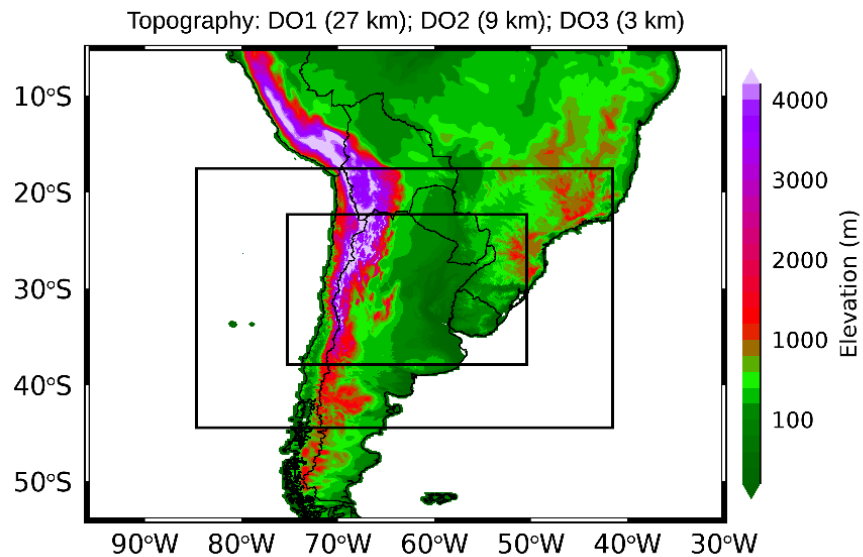 Topography: DO1 (27 km); DO2 (9 km); DO3 (3 km)
10°S
20°S
30°S
40°S
50°S
90°W 80°W 70°W 60°W 50°W 40°W 30°W
4000
3000
2000
1000
100
Elevation (m)